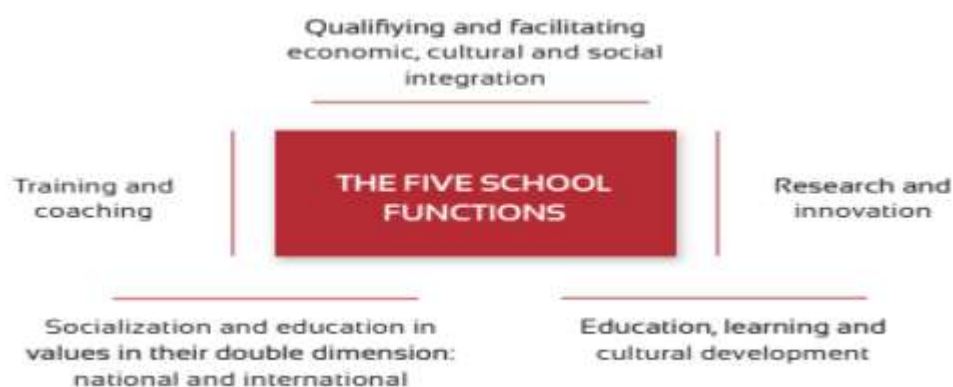 Qualifiying and facilitating
economic, cultural and social
integration
Training and
coaching
THE FIVE SCHOOL
FUNCTIONS
Research and
innovation
Socialization and education in
values in their double dimension:
national and international
Education, learning and
cultural development